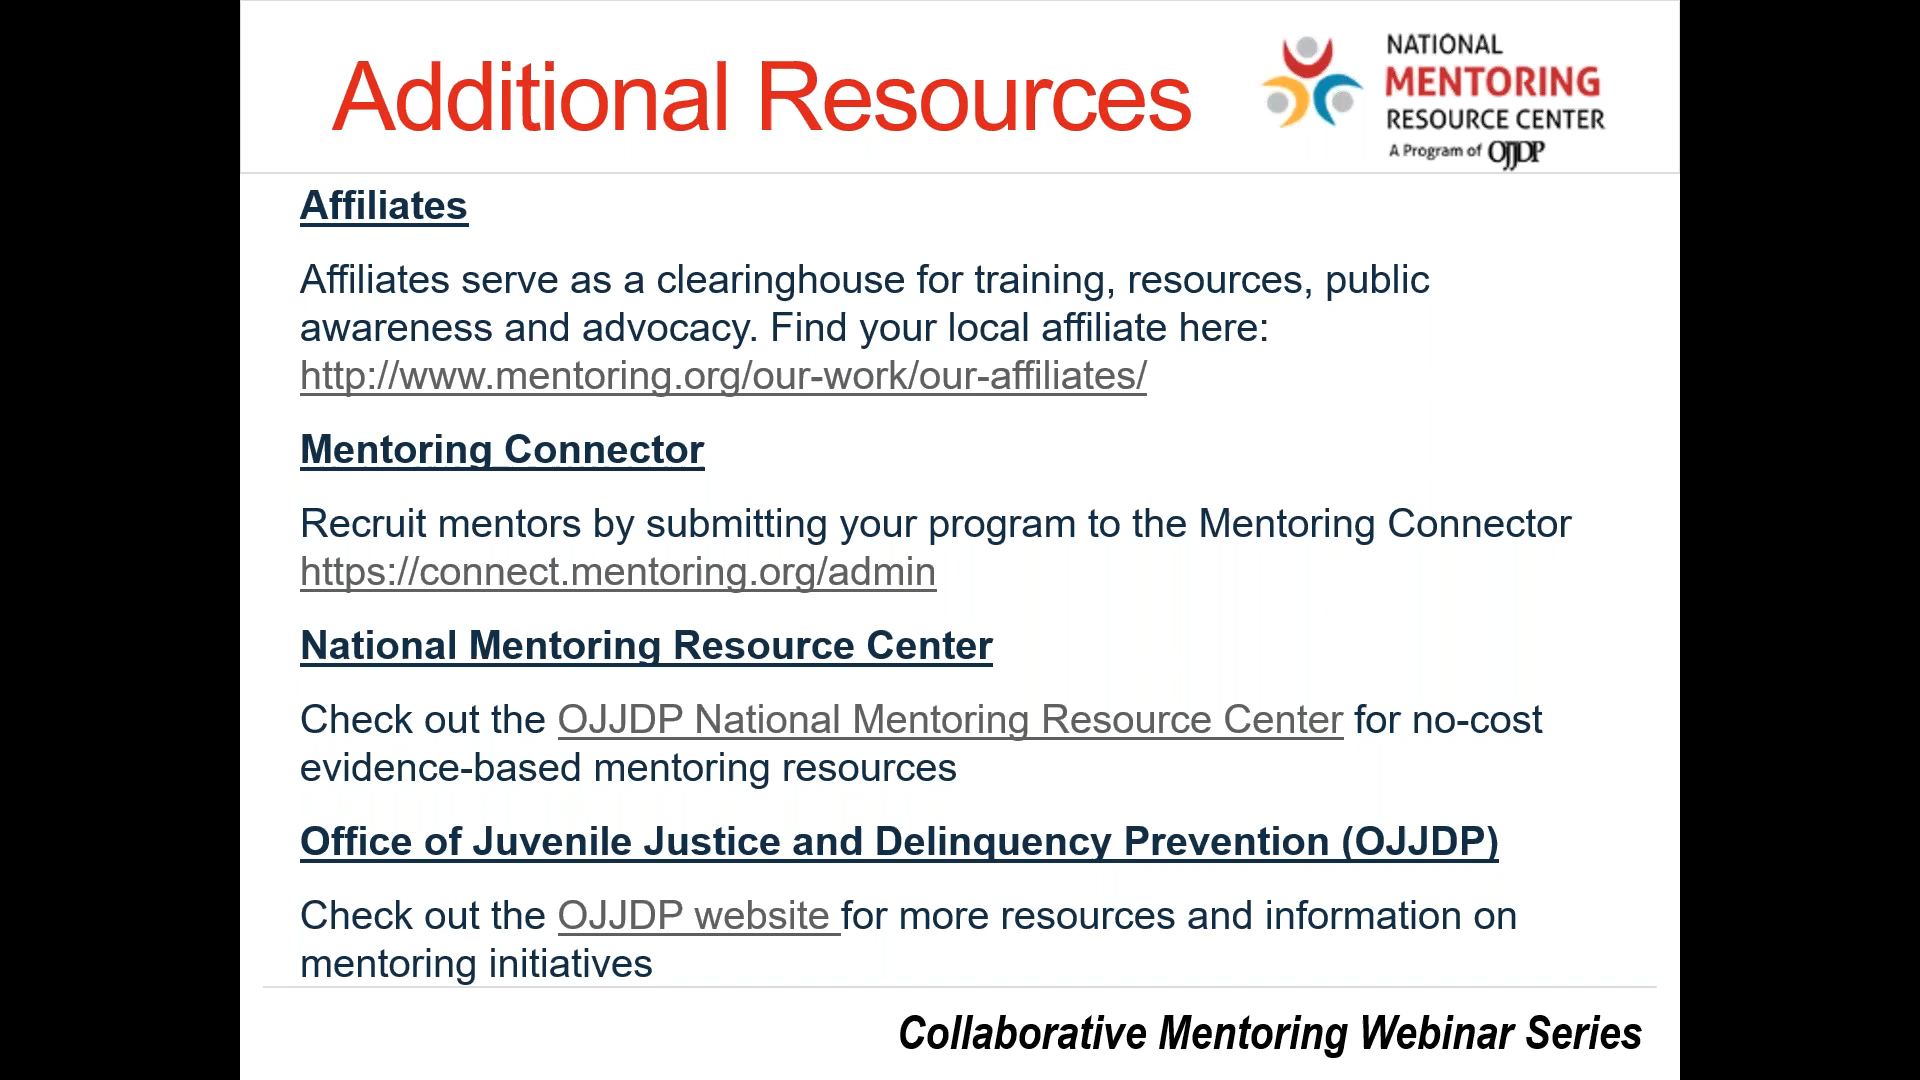 Additional Resources
NATIONAL
MENTORING
RESOURCE CENTER
A Program of OJJDP
Affiliates
Affiliates serve as a clearinghouse for training, resources, public
awareness and advocacy. Find your local affiliate here:
http://www.mentoring.org/our-work/our-affiliates/
Mentoring Connector
Recruit mentors by submitting your program to the Mentoring Connector
https://connect.mentoring.org/admin
National Mentoring Resource Center
Check out the OJJDP National Mentoring Resource Center for no-cost
evidence-based mentoring resources
Office of Juvenile Justice and Delinquency Prevention (OJJDP)
Check out the OJJDP website for more resources and information on
mentoring initiatives
Collaborative Mentoring Webinar Series